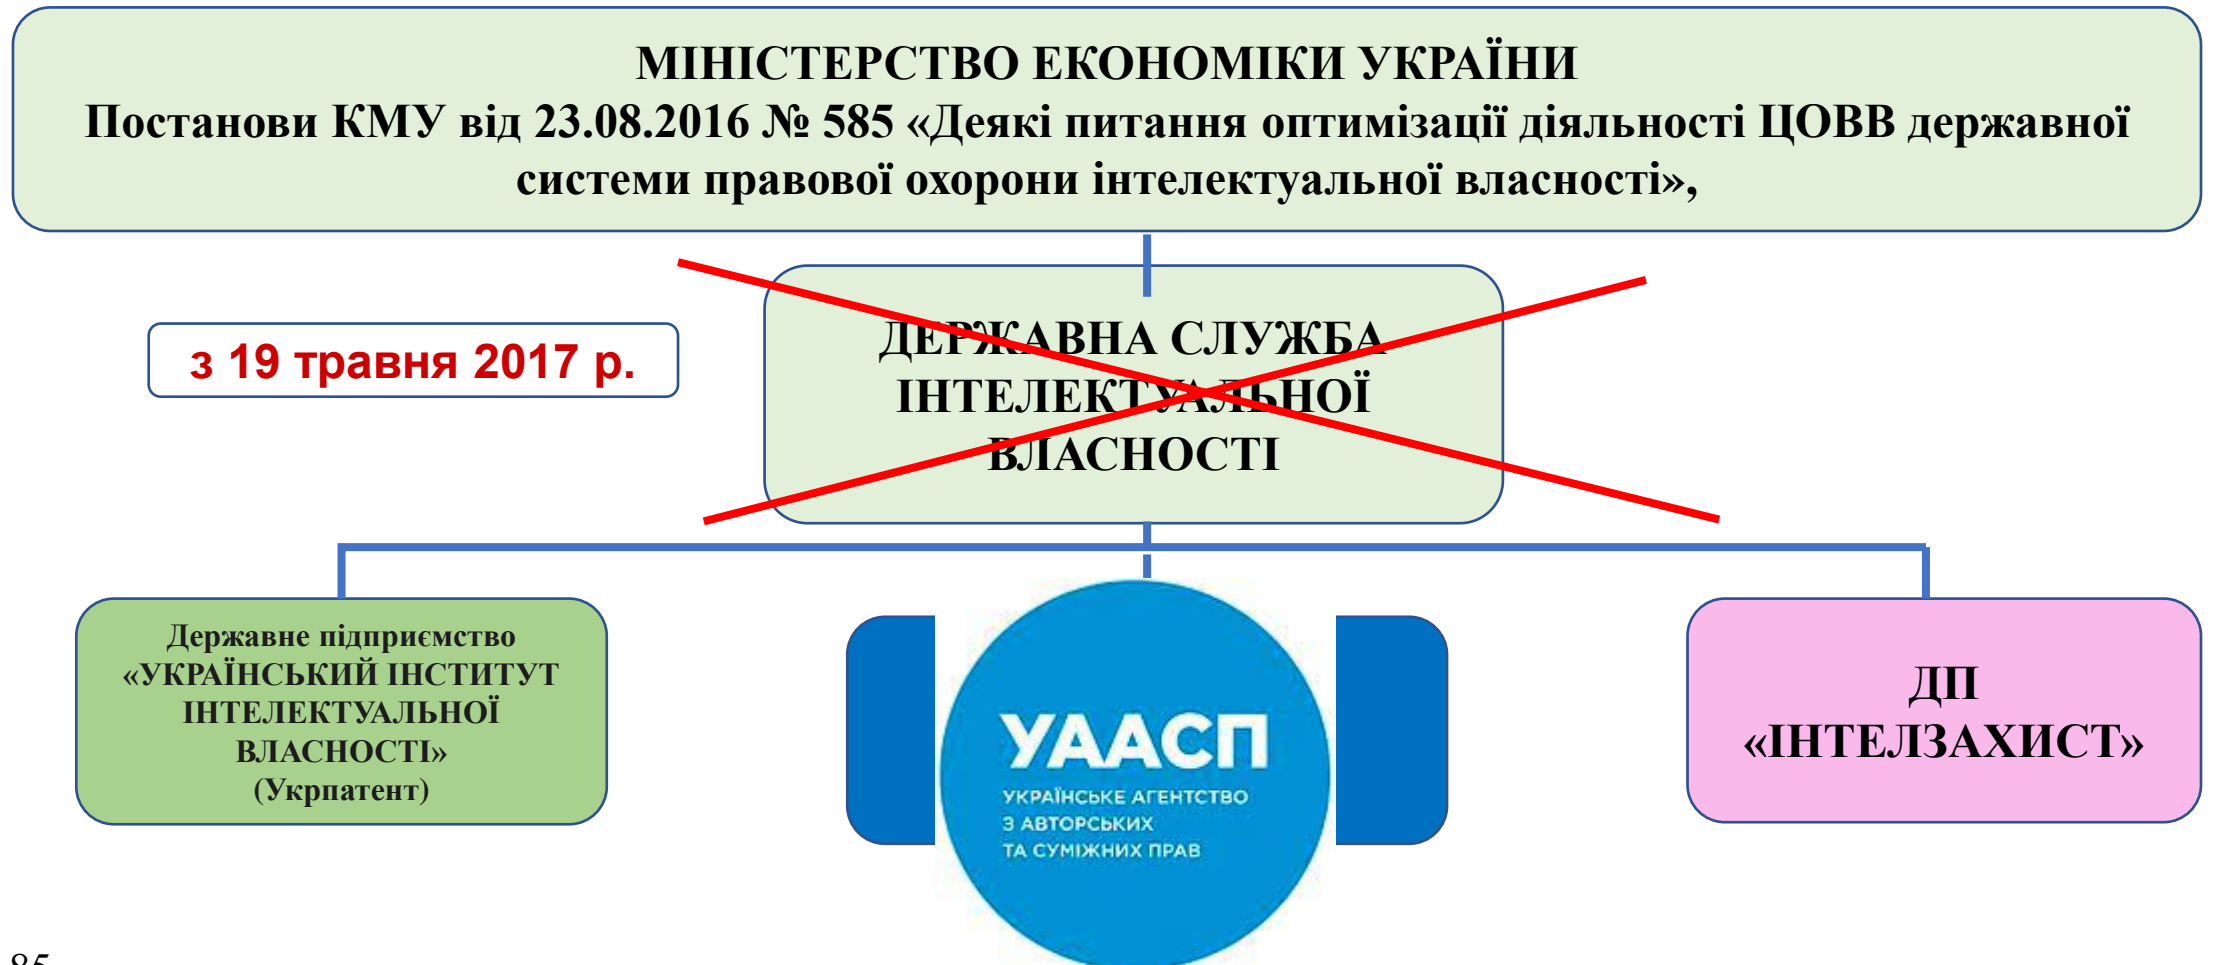 МІНІСТЕРСТВО ЕКОНОМІКИ УКРАЇНИ
Постанови КМУ від 23.08.2016 № 585 «Деякі питання оптимізації діяльності ЦОВВ державної
системи правової охорони інтелектуальної власності»,
з 19 травня 2017 р.
ДЕРЖАВНА СЛУЖБА
ІНТЕЛЕКТУАЛЬНОЇ
ВЛАСНОСТІ
Державне підприємство
«УКРАЇНСЬКИЙ ІНСТИТУТ
ІНТЕЛЕКТУАЛЬНОЇ
ВЛАСНОСТІ»
(Укрпатент)
УААСП
УКРАЇНСЬКЕ АГЕНТСТВО
З АВТОРСЬКИХ
ТА СУМІЖНИХ ПРАВ
ДП
«ІНТЕЛЗАХИСТ»
85